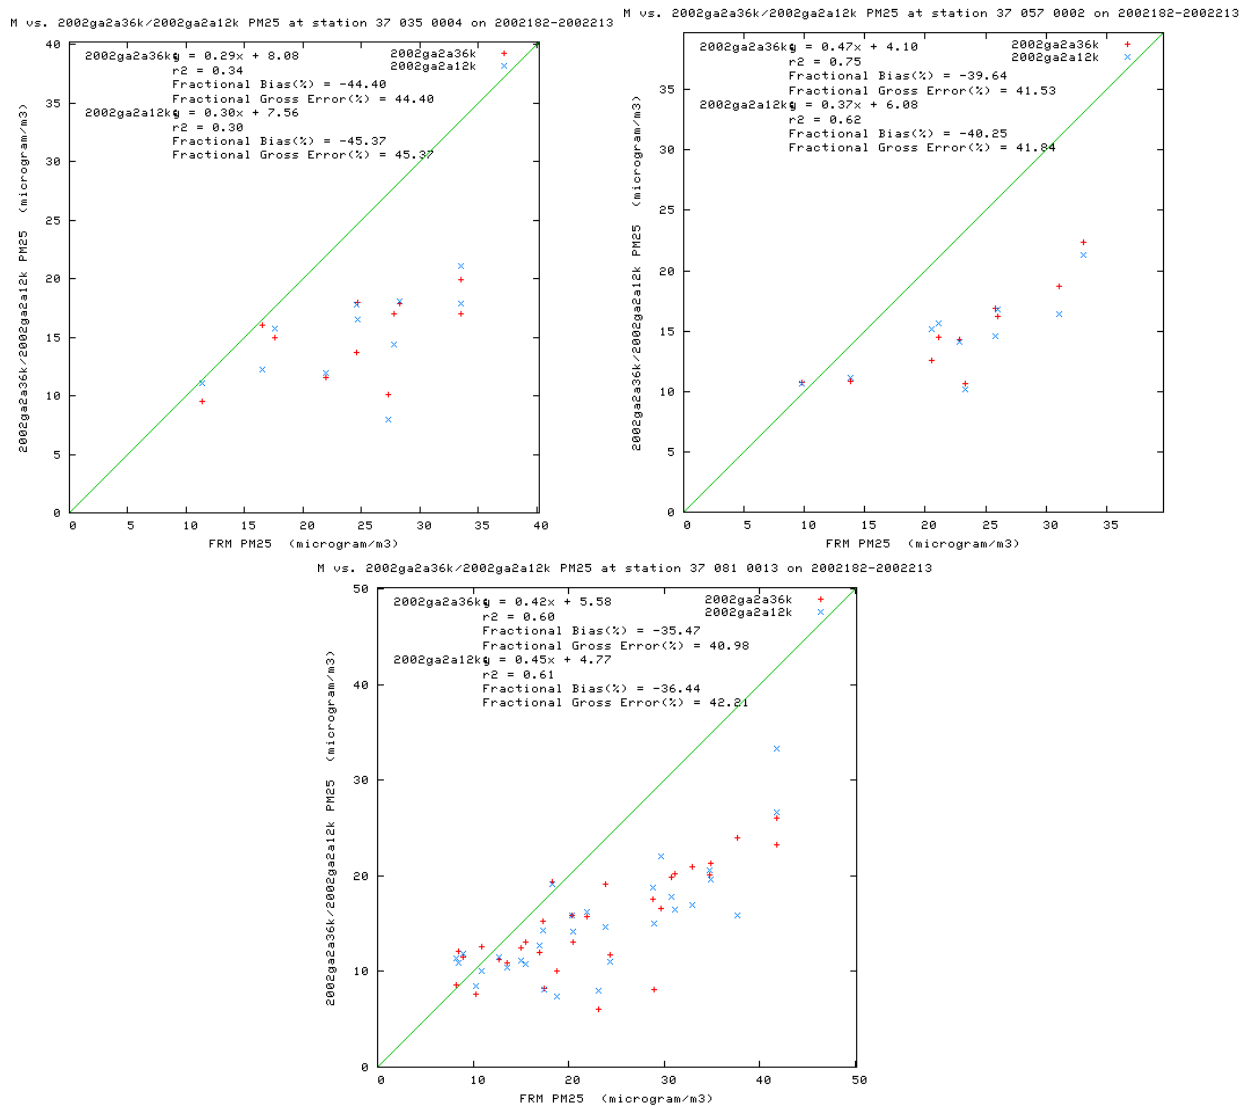 M vs. 2002ga2a36k/2002ga2a12k PM25 at station 37 035 0004 on 2002182-2002213
2002ga2a36k: y = 0.29x + 8.08
r2 = 0.34
Fractional Bias(%) = -44.40
Fractional Gross Error(%) = 44.40
2002ga2a12k: y = 0.30x + 7.56
r2 = 0.30
Fractional Bias(%) = -45.37
Fractional Gross Error(%) = 45.37
2002ga2a36k
2002ga2a12k
2002ga2a36k/2002ga2a12k PM25 (microgram/m3)
40
35
30
25
20
15
10
5
0
0 5 10 15 20 25 30 35 40
FRM PM25 (microgram/m3)
M vs. 2002ga2a36k/2002ga2a12k PM25 at station 37 057 0002 on 2002182-2002213
2002ga2a36k: y = 0.47x + 4.10
r2 = 0.75
Fractional Bias(%) = -39.64
Fractional Gross Error(%) = 41.53
2002ga2a12k: y = 0.37x + 6.08
r2 = 0.62
Fractional Bias(%) = -40.25
Fractional Gross Error(%) = 41.84
2002ga2a36k
2002ga2a12k
2002ga2a36k/2002ga2a12k PM25 (microgram/m3)
35
30
25
20
15
10
5
0
0 5 10 15 20 25 30 35
FRM PM25 (microgram/m3)
M vs. 2002ga2a36k/2002ga2a12k PM25 at station 37 081 0013 on 2002182-2002213
2002ga2a36k: y = 0.42x + 5.58
r2 = 0.60
Fractional Bias(%) = -35.47
Fractional Gross Error(%) = 40.98
2002ga2a12k: y = 0.45x + 4.77
r2 = 0.61
Fractional Bias(%) = -36.44
Fractional Gross Error(%) = 42.21
2002ga2a36k
2002ga2a12k
2002ga2a36k/2002ga2a12k PM25 (microgram/m3)
50
40
30
20
10
0
0 10 20 30 40 50
FRM PM25 (microgram/m3)